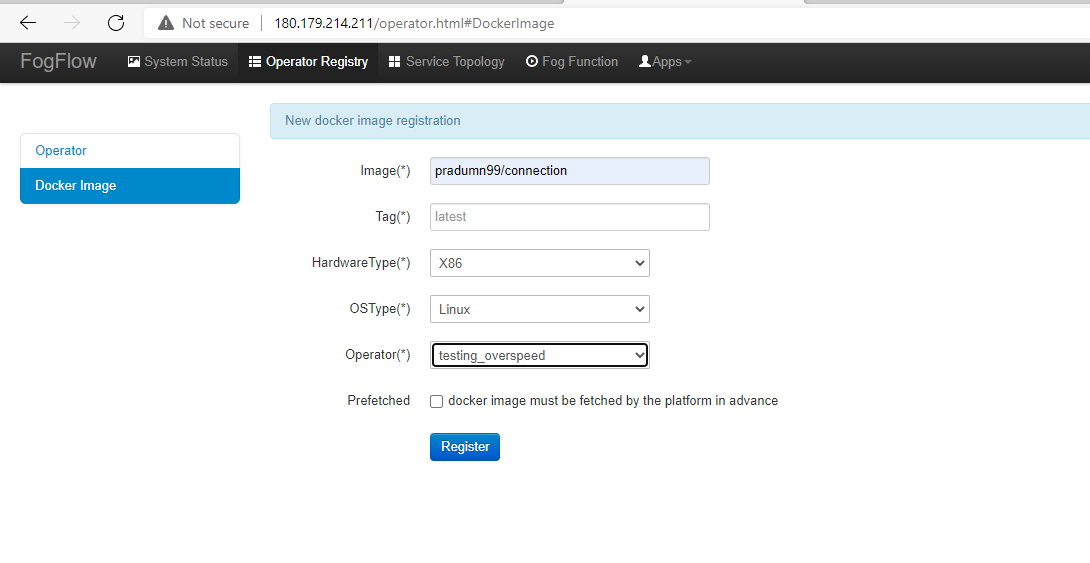 Not secure 180.179.214.211/operator.html#DockerImage
FogFlow System Status Operator Registry Service Topology Fog Function Apps
New docker image registration
Operator
Docker Image
Image(*) pradumn99/connection
Tag(*) latest
HardwareType(*) X86
OSType(*) Linux
Operator(*) testing_overspeed
Prefetched docker image must be fetched by the platform in advance
Register